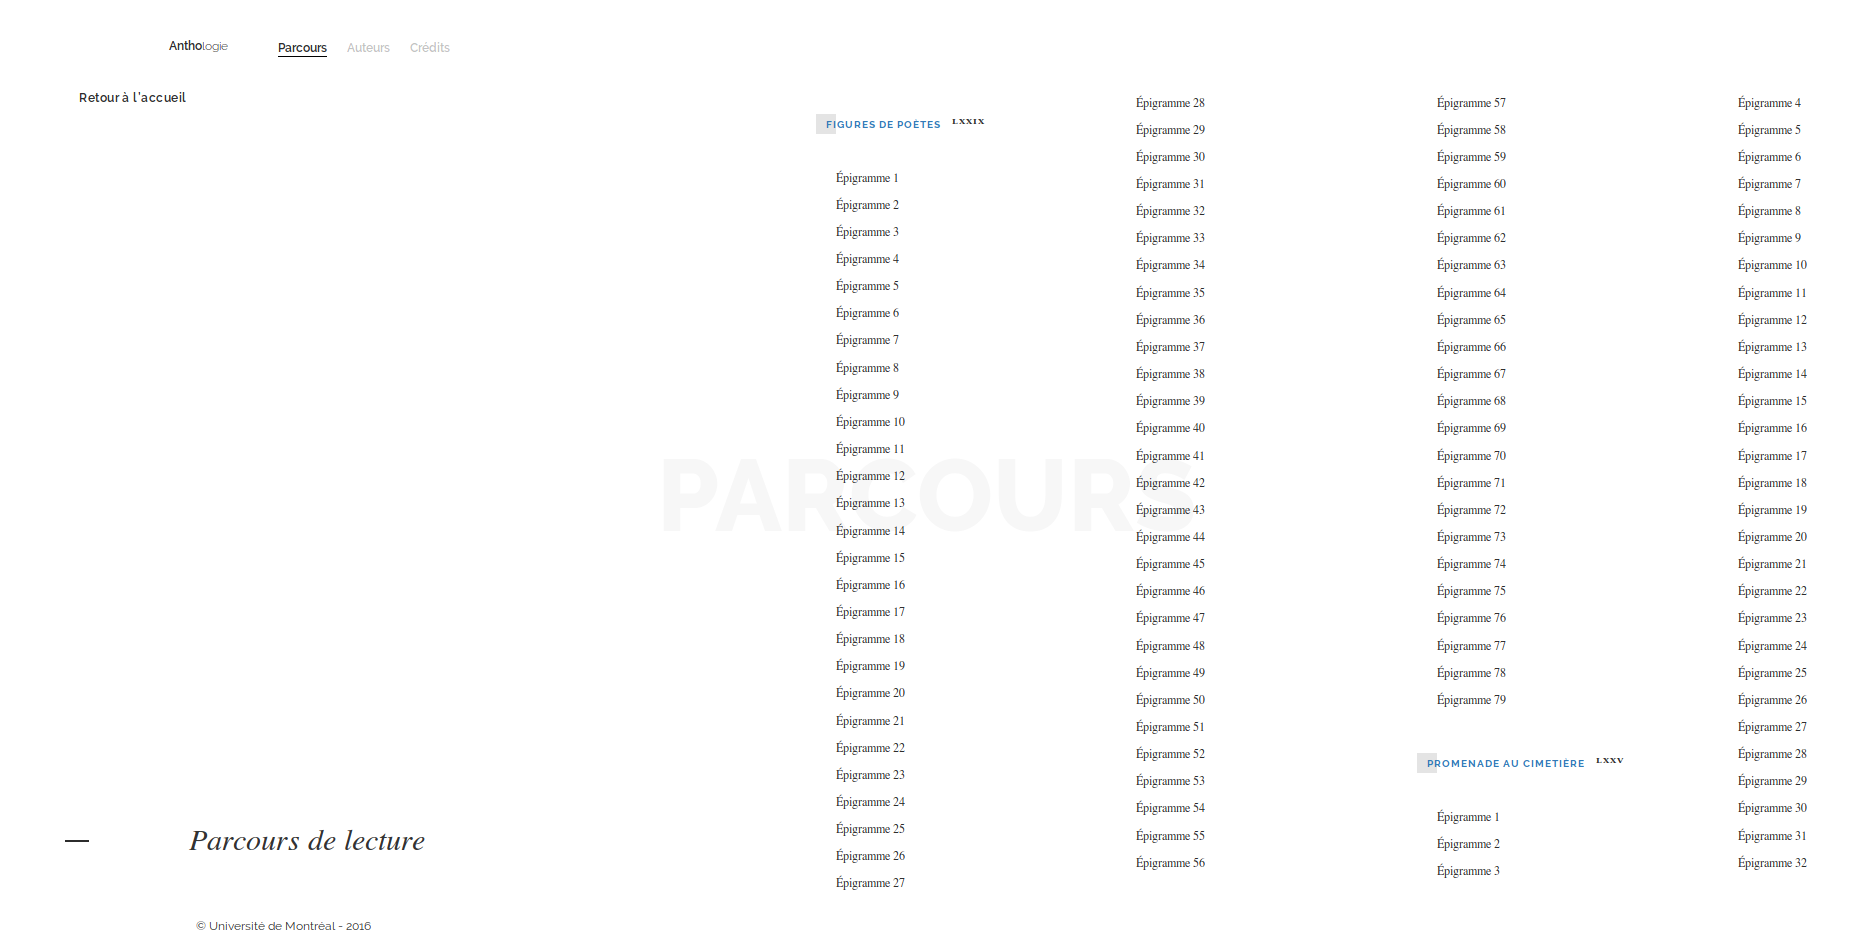 Anthologie
Parcours
Auteurs
Crédits
Retour à l'accueil
PARCOURS
FIGURES DE POÈTES LXXIX
Épigramme 1
Épigramme 2
Épigramme 3
Épigramme 4
Épigramme 5
Épigramme 6
Épigramme 7
Épigramme 8
Épigramme 9
Épigramme 10
Épigramme 11
Épigramme 12
Épigramme 13
Épigramme 14
Épigramme 15
Épigramme 16
Épigramme 17
Épigramme 18
Épigramme 19
Épigramme 20
Épigramme 21
Épigramme 22
Épigramme 23
Épigramme 24
Épigramme 25
Épigramme 26
Épigramme 27
Épigramme 28
Épigramme 29
Épigramme 30
Épigramme 31
Épigramme 32
Épigramme 33
Épigramme 34
Épigramme 35
Épigramme 36
Épigramme 37
Épigramme 38
Épigramme 39
Épigramme 40
Épigramme 41
Épigramme 42
Épigramme 43
Épigramme 44
Épigramme 45
Épigramme 46
Épigramme 47
Épigramme 48
Épigramme 49
Épigramme 50
Épigramme 51
Épigramme 52
Épigramme 53
Épigramme 54
Épigramme 55
Épigramme 56
Épigramme 57
Épigramme 58
Épigramme 59
Épigramme 60
Épigramme 61
Épigramme 62
Épigramme 63
Épigramme 64
Épigramme 65
Épigramme 66
Épigramme 67
Épigramme 68
Épigramme 69
Épigramme 70
Épigramme 71
Épigramme 72
Épigramme 73
Épigramme 74
Épigramme 75
Épigramme 76
Épigramme 77
Épigramme 78
Épigramme 79
PROMENADE AU CIMETIÈRE LXXV
Épigramme 1
Épigramme 2
Épigramme 3
Épigramme 4
Épigramme 5
Épigramme 6
Épigramme 7
Épigramme 8
Épigramme 9
Épigramme 10
Épigramme 11
Épigramme 12
Épigramme 13
Épigramme 14
Épigramme 15
Épigramme 16
Épigramme 17
Épigramme 18
Épigramme 19
Épigramme 20
Épigramme 21
Épigramme 22
Épigramme 23
Épigramme 24
Épigramme 25
Épigramme 26
Épigramme 27
Épigramme 28
Épigramme 29
Épigramme 30
Épigramme 31
Épigramme 32
Parcours de lecture
© Université de Montréal - 2016